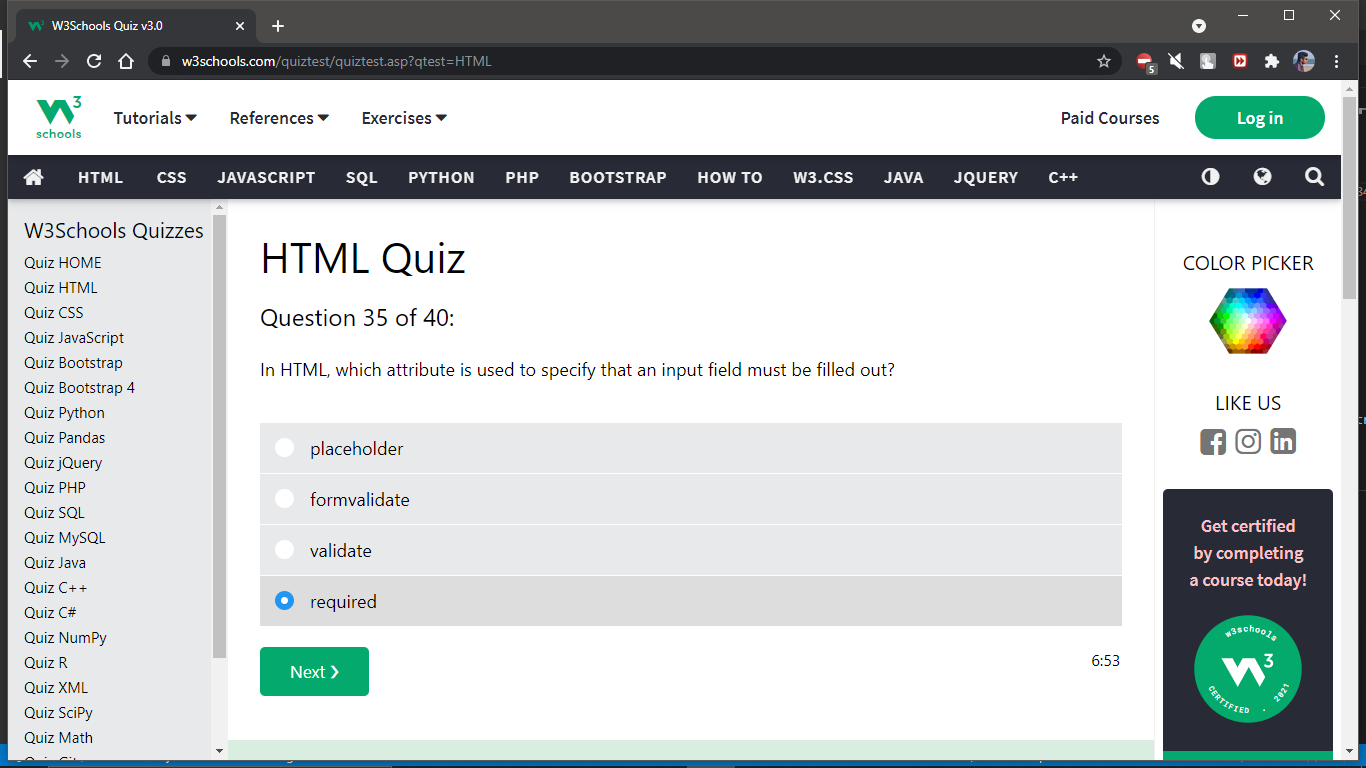 W3Schools Quiz v3.0
w3schools.com/quiztest/quiztest.asp?qtest=HTML
5
W3 schools
Tutorials
References
Exercises
Paid Courses
Log in
HTML CSS JAVASCRIPT SQL PYTHON PHP BOOTSTRAP HOW TO W3.CSS JAVA JQUERY C++
W3Schools Quizzes
Quiz HOME
Quiz HTML
Quiz CSS
Quiz JavaScript
Quiz Bootstrap
Quiz Bootstrap 4
Quiz Python
Quiz Pandas
Quiz jQuery
Quiz PHP
Quiz SQL
Quiz MySQL
Quiz Java
Quiz C++
Quiz C#
Quiz NumPy
Quiz R
Quiz XML
Quiz SciPy
Quiz Math
HTML Quiz
Question 35 of 40:
In HTML, which attribute is used to specify that an input field must be filled out?
placeholder
formvalidate
validate
required
Next ❯
6:53
COLOR PICKER
LIKE US
Get certified
by completing
a course today!
w3schools
W3
CERTIFIED . 2021